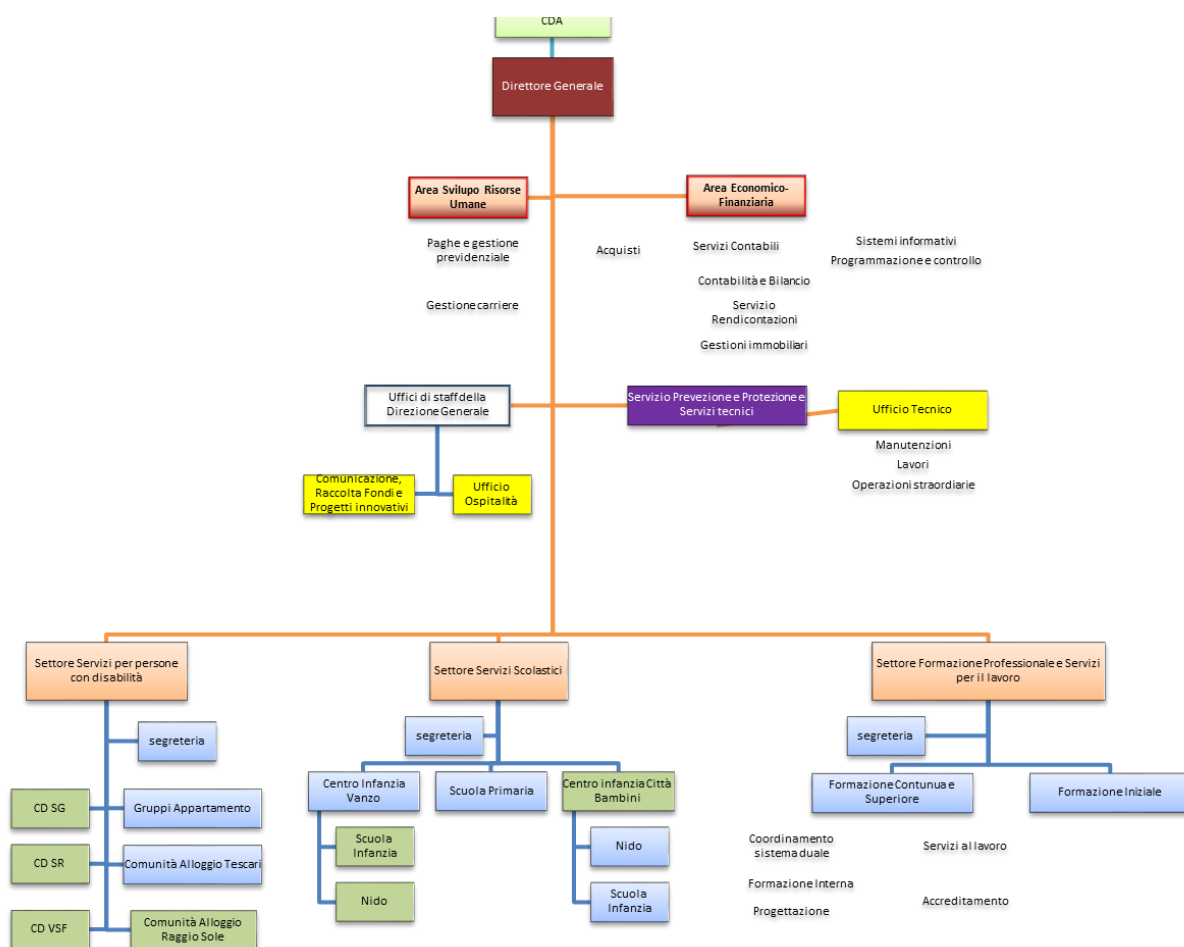 CDA
Direttore Generale
Area Svilupo Risorse
Umane
Area Economico-
Finanziaria
Paghe e gestione
previdenziale
Gestione carriere
Acquisti
Servizi Contabili
Contabilità e Bilancio
Servizio
Rendicontazioni
Gestioni immobiliari
Sistemi informativi
Programmazione e controllo
Uffici di staff della
Direzione Generale
Servizio Prevezione e Protezione e
Servizi tecnici
Ufficio Tecnico
Manutenzioni
Lavori
Operazioni straordiarie
Comunicazione,
Raccolta Fondi e
Progetti innovativi
Ufficio
Ospitalità
Settore Servizi per persone
con disabilità
Settore Servizi Scolastici
Settore Formazione Professionale e Servizi
per il lavoro
segreteria
segreteria
segreteria
CD SG
Gruppi Appartamento
CD SR
Comunità Alloggio Tescari
CD VSF
Comunità Alloggio
Raggio Sole
Centro Infanzia
Vanzo
Scuola Primaria
Centro infanzia Città
Bambini
Scuola
Infanzia
Nido
Nido
Scuola
Infanzia
Formazione Contunua e
Superiore
Formazione Iniziale
Coordinamento
sistema duale
Servizi al lavoro
Formazione Interna
Progettazione
Accreditamento